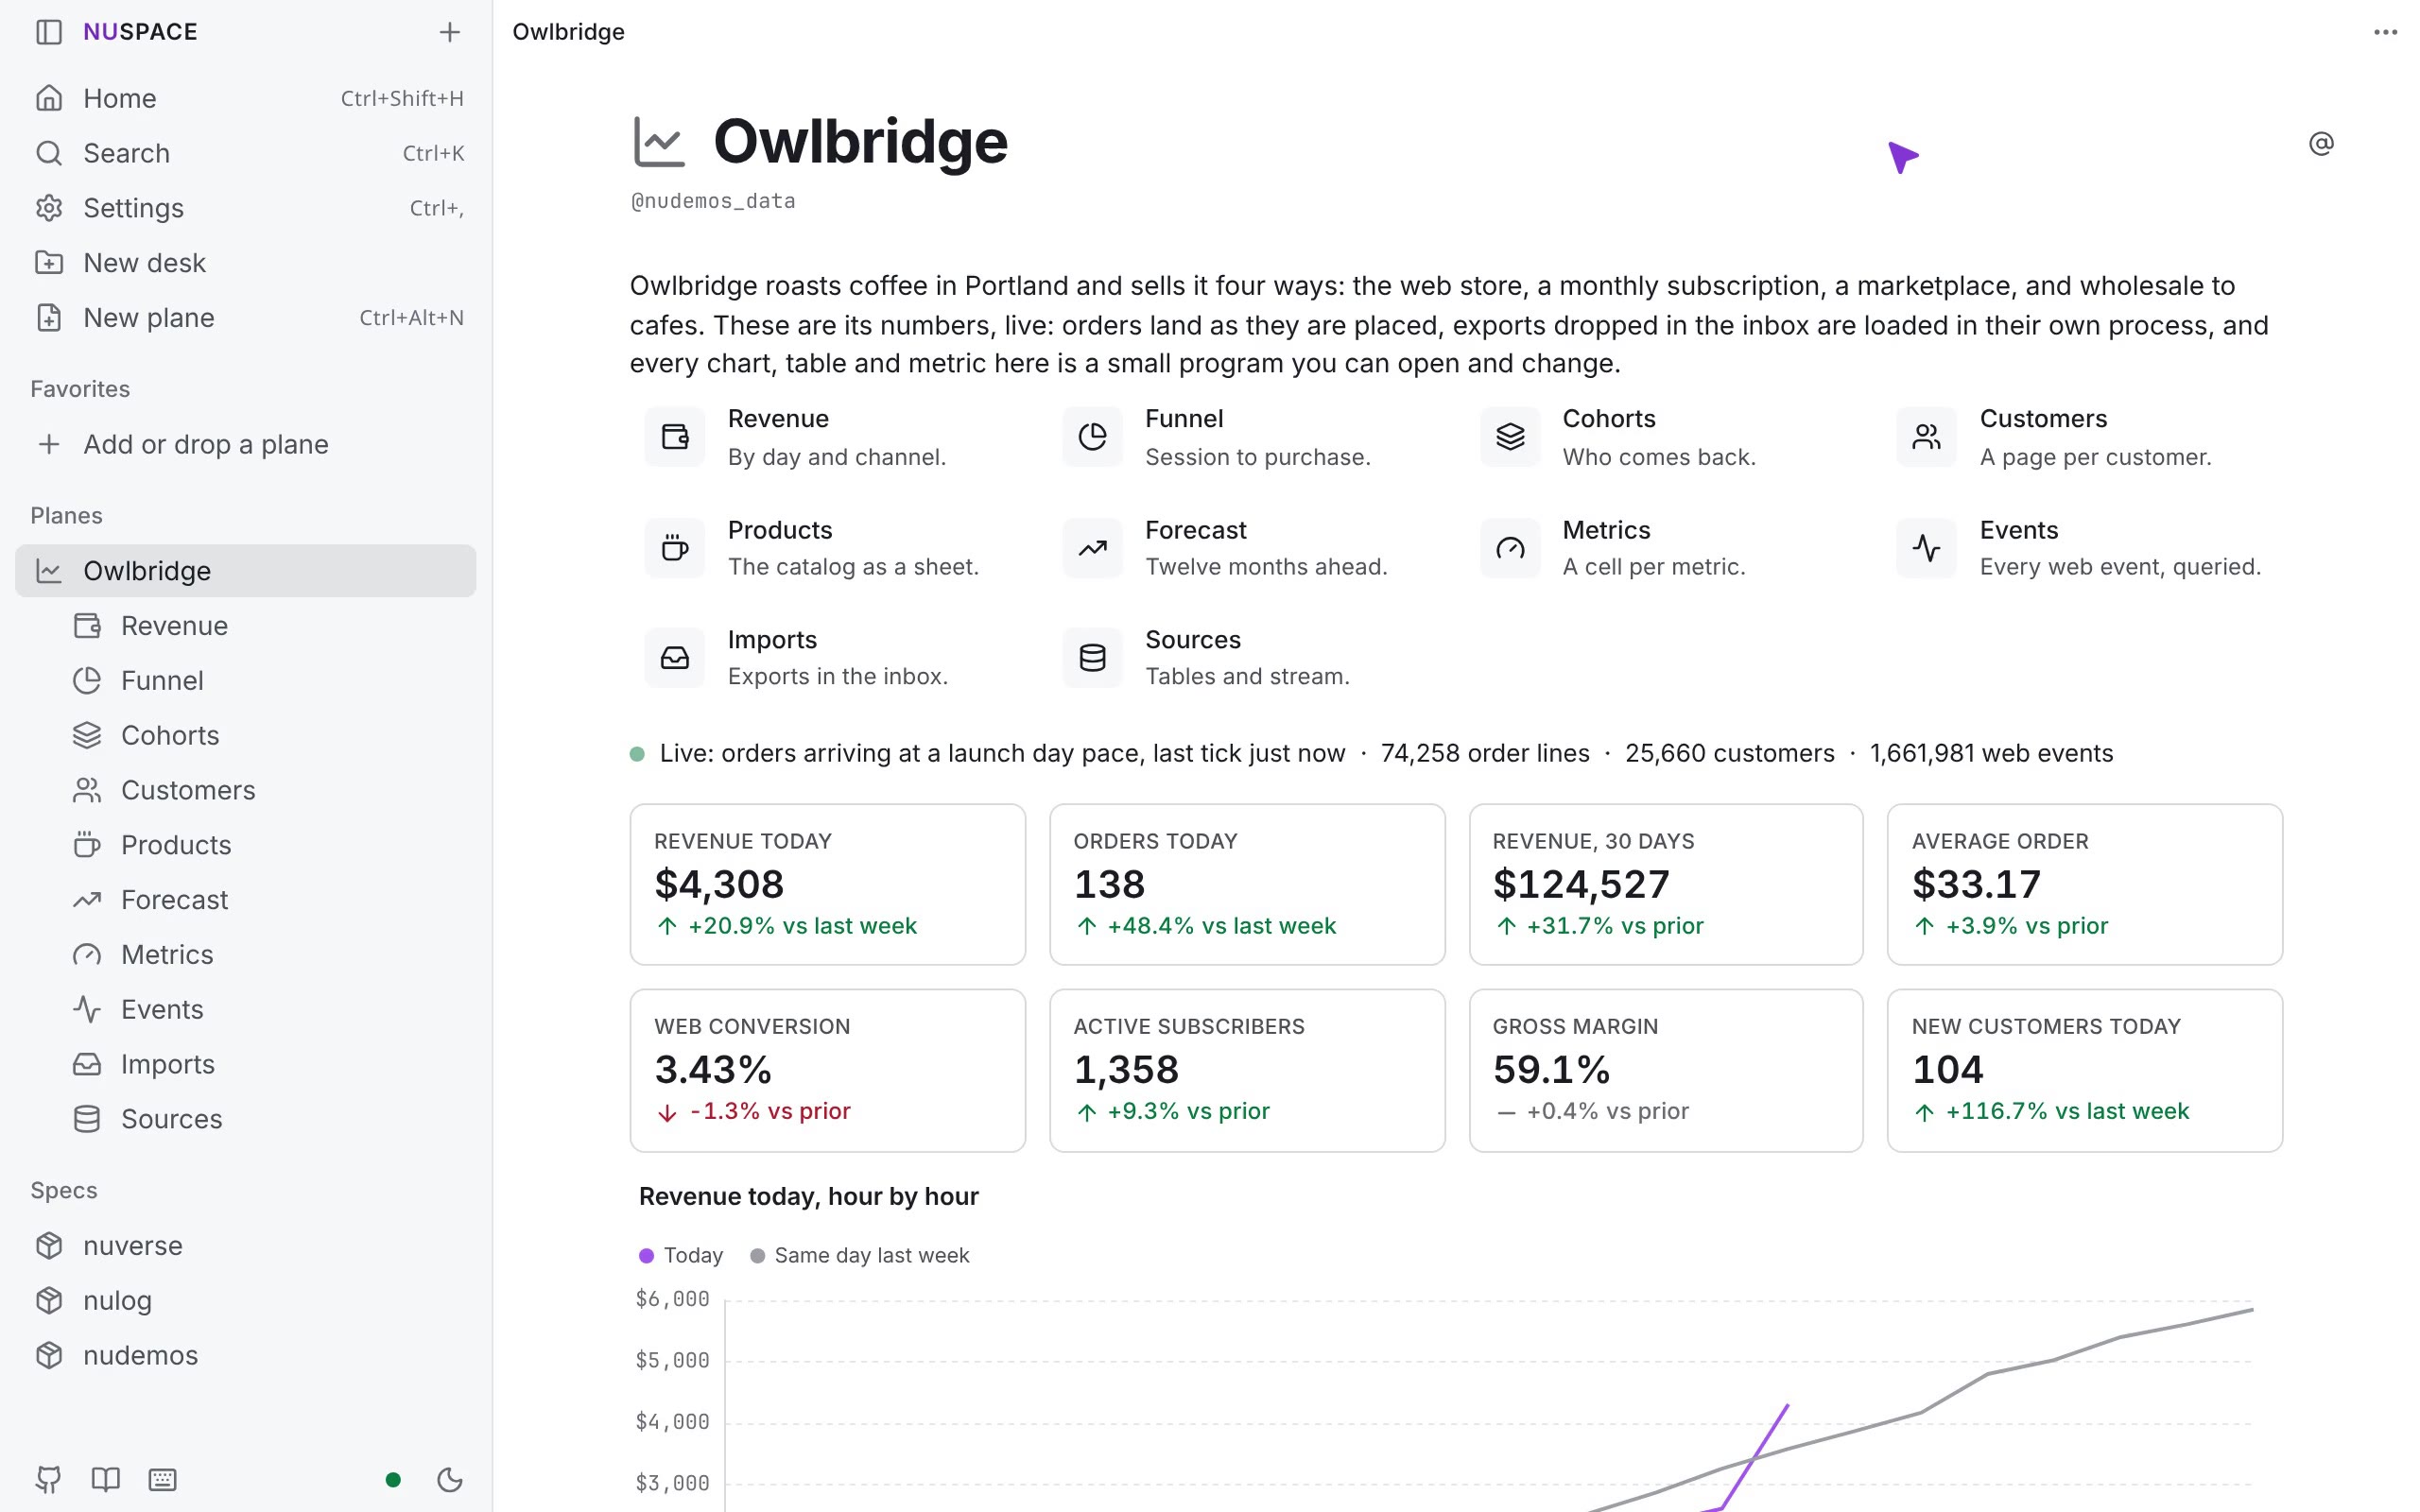 NUSPACE
Home Ctrl+Shift+H
Search Ctrl+K
Settings Ctrl+,
New desk
New plane Ctrl+Alt+N
Favorites
Add or drop a plane
Planes
Owlbridge
Revenue
Funnel
Cohorts
Customers
Products
Forecast
Metrics
Events
Imports
Sources
Specs
nuverse
nulog
nudemos
Owlbridge
Owlbridge
@nudemos_data
Owlbridge roasts coffee in Portland and sells it four ways: the web store, a monthly subscription, a marketplace, and wholesale to
cafes. These are its numbers, live: orders land as they are placed, exports dropped in the inbox are loaded in their own process, and
every chart, table and metric here is a small program you can open and change.
Revenue
By day and channel.
Funnel
Session to purchase.
Cohorts
Who comes back.
Customers
A page per customer.
Products
The catalog as a sheet.
Forecast
Twelve months ahead.
Metrics
A cell per metric.
Events
Every web event, queried.
Imports
Exports in the inbox.
Sources
Tables and stream.
Live: orders arriving at a launch day pace, last tick just now · 74,258 order lines · 25,660 customers · 1,661,981 web events
REVENUE TODAY
$4,308
+20.9% vs last week
ORDERS TODAY
138
+48.4% vs last week
REVENUE, 30 DAYS
$124,527
+31.7% vs prior
AVERAGE ORDER
$33.17
+3.9% vs prior
WEB CONVERSION
3.43%
-1.3% vs prior
ACTIVE SUBSCRIBERS
1,358
+9.3% vs prior
GROSS MARGIN
59.1%
+0.4% vs prior
NEW CUSTOMERS TODAY
104
+116.7% vs last week
Revenue today, hour by hour
Today Same day last week
$6,000
$5,000
$4,000
$3,000